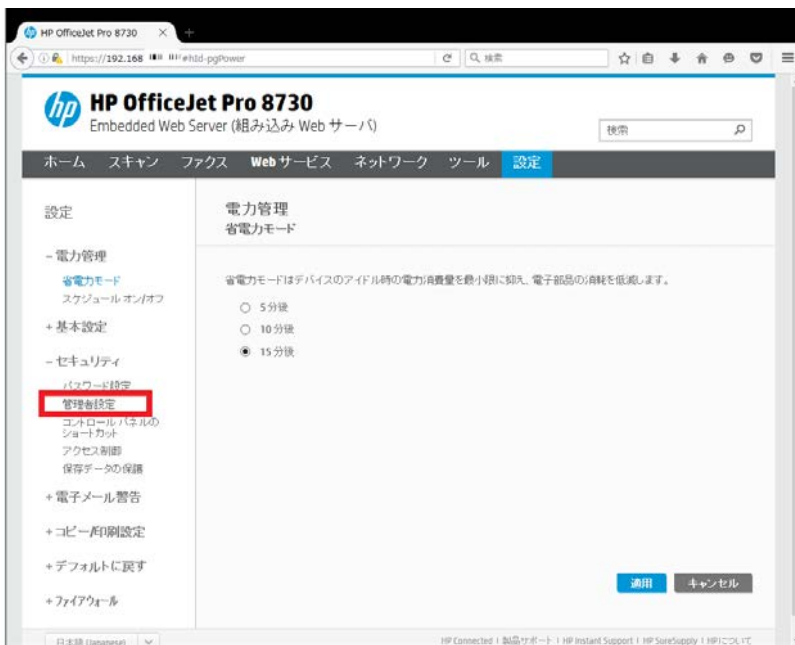 HP OfficeJet Pro 8730
https://192.168
#hId-pgPower
検索
hp
HP OfficeJet Pro 8730
Embedded Web Server (組み込み Web サーバ)
検索
ホーム スキャン ファクス Web サービス ネットワーク ツール 設定
設定
電力管理
省電力モード
- 電力管理
省電力モード
スケジュール オン/オフ
+ 基本設定
- セキュリティ
パスワード設定
管理者設定
コントロール パネルの
ショートカット
アクセス制御
保存データの保護
+ 電子メール警告
+ コピー/印刷設定
+ デフォルトに戻す
+ ファイアウォール
省電力モードはデバイスのアイドル時の電力消費量を最小限に抑え、電子部品の消耗を低減します。
5 分後
10 分後
15 分後
適用 キャンセル
日本語 (Japanese)
HP Connected | 製品サポート | HP Instant Support | HP SureSupply | HPについて